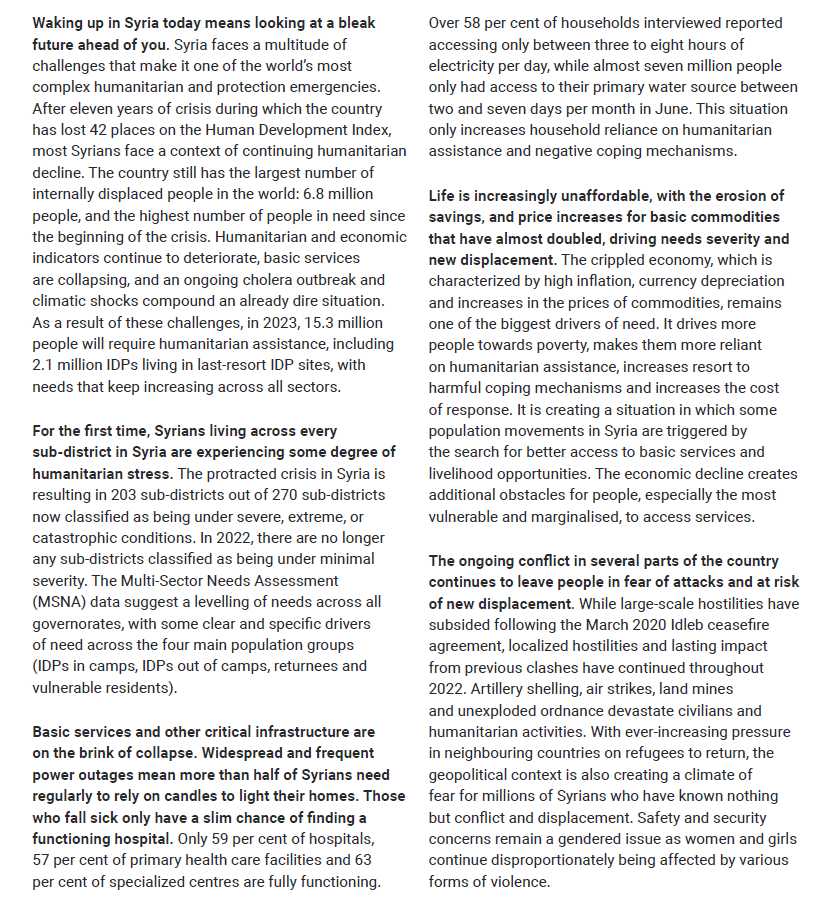 Waking up in Syria today means looking at a bleak
future ahead of you. Syria faces a multitude of
challenges that make it one of the world's most
complex humanitarian and protection emergencies.
After eleven years of crisis during which the country
has lost 42 places on the Human Development Index,
most Syrians face a context of continuing humanitarian
decline. The country still has the largest number of
internally displaced people in the world: 6.8 million
people, and the highest number of people in need since
the beginning of the crisis. Humanitarian and economic
indicators continue to deteriorate, basic services
are collapsing, and an ongoing cholera outbreak and
climatic shocks compound an already dire situation.
As a result of these challenges, in 2023, 15.3 million
people will require humanitarian assistance, including
2.1 million IDPs living in last-resort IDP sites, with
needs that keep increasing across all sectors.
For the first time, Syrians living across every
sub-district in Syria are experiencing some degree of
humanitarian stress. The protracted crisis in Syria is
resulting in 203 sub-districts out of 270 sub-districts
now classified as being under severe, extreme, or
catastrophic conditions. In 2022, there are no longer
any sub-districts classified as being under minimal
severity. The Multi-Sector Needs Assessment
(MSNA) data suggest a levelling of needs across all
governorates, with some clear and specific drivers
of need across the four main population groups
(IDPs in camps, IDPs out of camps, returnees and
vulnerable residents).
Basic services and other critical infrastructure are
on the brink of collapse. Widespread and frequent
power outages mean more than half of Syrians need
regularly to rely on candles to light their homes. Those
who fall sick only have a slim chance of finding a
functioning hospital. Only 59 per cent of hospitals,
57 per cent of primary health care facilities and 63
per cent of specialized centres are fully functioning.
Over 58 per cent of households interviewed reported
accessing only between three to eight hours of
electricity per day, while almost seven million people
only had access to their primary water source between
two and seven days per month in June. This situation
only increases household reliance on humanitarian
assistance and negative coping mechanisms.
Life is increasingly unaffordable, with the erosion of
savings, and price increases for basic commodities
that have almost doubled, driving needs severity and
new displacement. The crippled economy, which is
characterized by high inflation, currency depreciation
and increases in the prices of commodities, remains
one of the biggest drivers of need. It drives more
people towards poverty, makes them more reliant
on humanitarian assistance, increases resort to
harmful coping mechanisms and increases the cost
of response. It is creating a situation in which some
population movements in Syria are triggered by
the search for better access to basic services and
livelihood opportunities. The economic decline creates
additional obstacles for people, especially the most
vulnerable and marginalised, to access services.
The ongoing conflict in several parts of the country
continues to leave people in fear of attacks and at risk
of new displacement. While large-scale hostilities have
subsided following the March 2020 Idleb ceasefire
agreement, localized hostilities and lasting impact
from previous clashes have continued throughout
2022. Artillery shelling, air strikes, land mines
and unexploded ordnance devastate civilians and
humanitarian activities. With ever-increasing pressure
in neighbouring countries on refugees to return, the
geopolitical context is also creating a climate of
fear for millions of Syrians who have known nothing
but conflict and displacement. Safety and security
concerns remain a gendered issue as women and girls
continue disproportionately being affected by various
forms of violence.